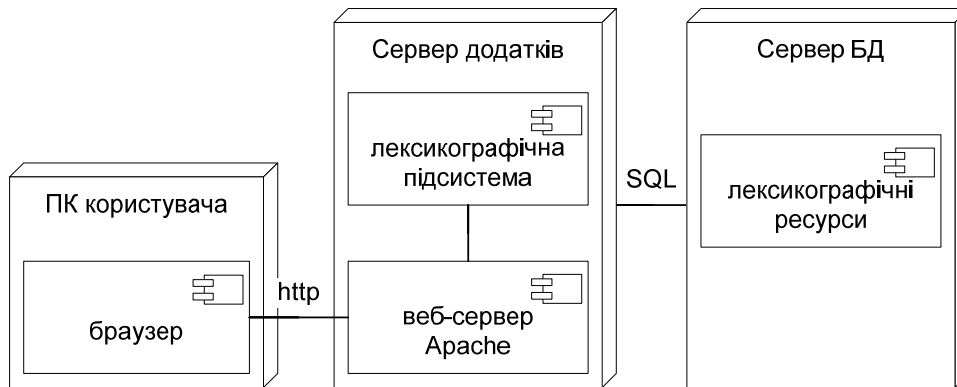 ПК користувача
браузер
http
Сервер додатків
лексикографічна
підсистема
веб-сервер
Apache
SQL
Сервер БД
лексикографічні
ресурси